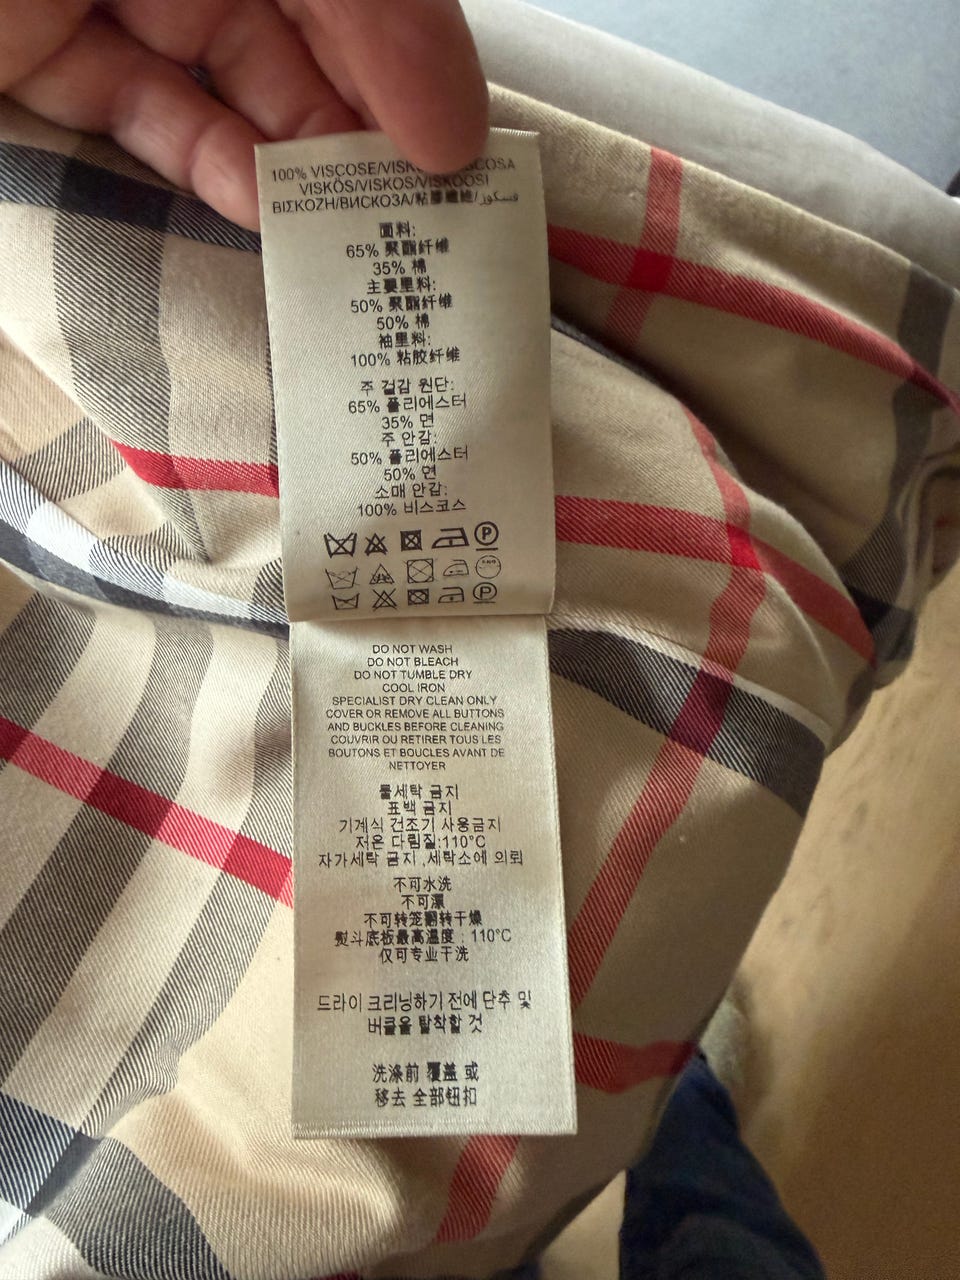 100% VISCOSE/VISK COSA
VISKÖS/VISKOS/VISKOOSI
ΒΙΣΚΟΖΗ/ВИСКОЗА/粘膠纖維/فسكوز
面料:
65% 聚酯纤维
35% 棉
主要里料:
50% 聚酯纤维
50% 棉
袖里料:
100% 粘胶纤维
주 겉감 원단:
65% 폴리에스터
35% 면
주 안감:
50% 폴리에스터
50% 면
소매 안감:
100% 비스코스
P
P
DO NOT WASH
DO NOT BLEACH
DO NOT TUMBLE DRY
COOL IRON
SPECIALIST DRY CLEAN ONLY
COVER OR REMOVE ALL BUTTONS
AND BUCKLES BEFORE CLEANING
COUVRIR OU RETIRER TOUS LES
BOUTONS ET BOUCLES AVANT DE
NETTOYER
물세탁 금지
표백 금지
기계식 건조기 사용금지
저온 다림질:110°C
자가세탁 금지 ,세탁소에 의뢰
不可水洗
不可漂
不可转笼翻转干燥
熨斗底板最高温度 : 110°C
仅可专业干洗
드라이 크리닝하기 전에 단추 및
버클을 탈착할 것
洗涤前 覆盖 或
移去 全部钮扣